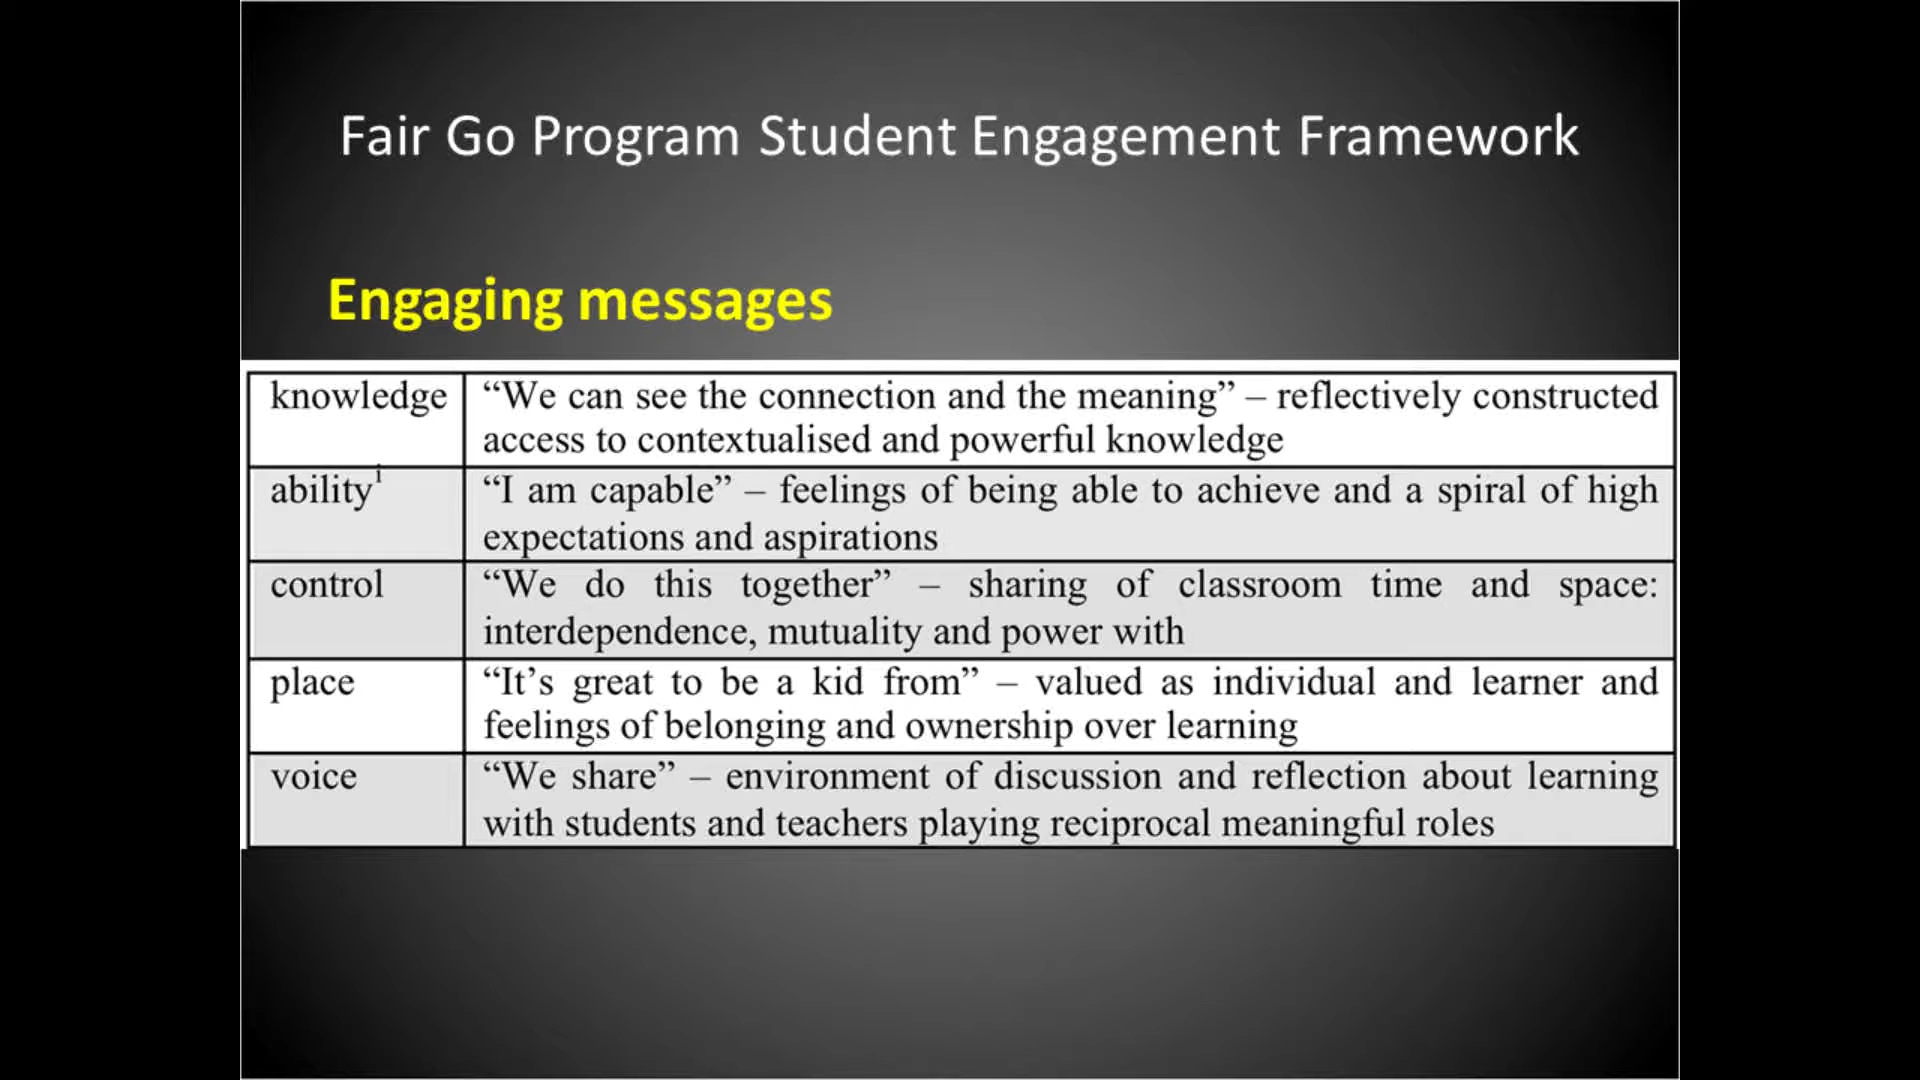 Fair Go Program Student Engagement Framework
Engaging messages
knowledge
“We can see the connection and the meaning” – reflectively constructed
access to contextualised and powerful knowledge
abilityⁱ
“I am capable” – feelings of being able to achieve and a spiral of high
expectations and aspirations
control
“We do this together” – sharing of classroom time and space:
interdependence, mutuality and power with
place
“It’s great to be a kid from” – valued as individual and learner and
feelings of belonging and ownership over learning
voice
“We share” – environment of discussion and reflection about learning
with students and teachers playing reciprocal meaningful roles